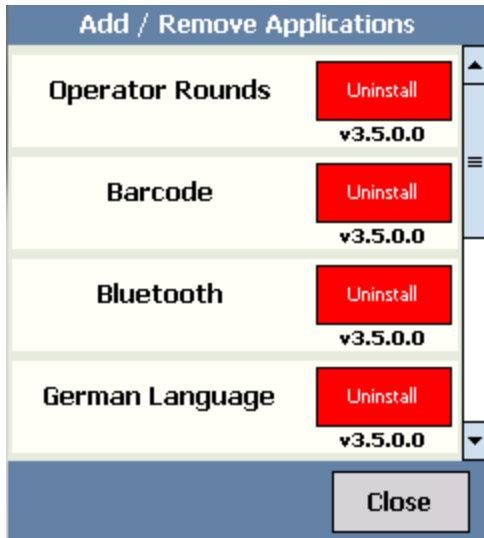 Add / Remove Applications
Operator Rounds
Uninstall
v3.5.0.0
Barcode
Uninstall
v3.5.0.0
Bluetooth
Uninstall
v3.5.0.0
German Language
Uninstall
v3.5.0.0
Close